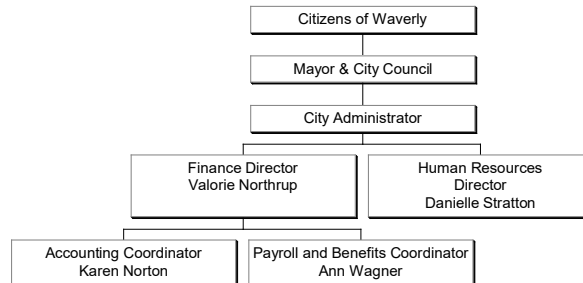 Citizens of Waverly
Mayor & City Council
City Administrator
Finance Director
Valorie Northrup
Human Resources
Director
Danielle Stratton
Accounting Coordinator
Karen Norton
Payroll and Benefits Coordinator
Ann Wagner